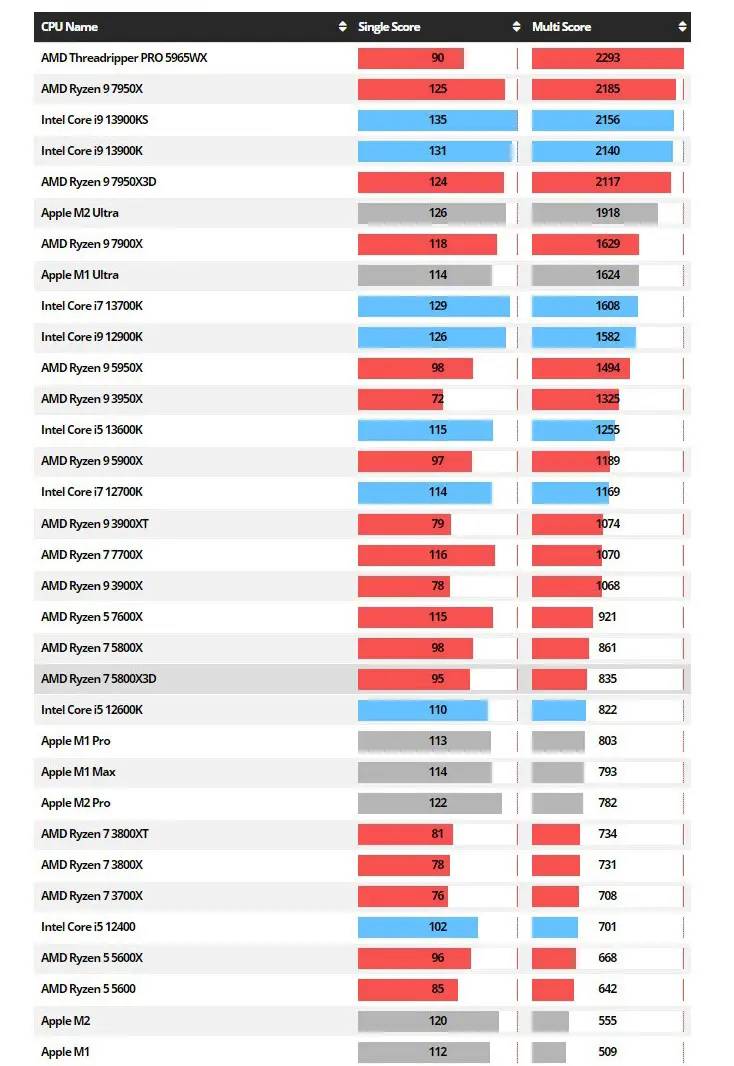 CPU Name Single Score Multi Score
AMD Threadripper PRO 5965WX 90 2293
AMD Ryzen 9 7950X 125 2185
Intel Core i9 13900KS 135 2156
Intel Core i9 13900K 131 2140
AMD Ryzen 9 7950X3D 124 2117
Apple M2 Ultra 126 1918
AMD Ryzen 9 7900X 118 1629
Apple M1 Ultra 114 1624
Intel Core i7 13700K 129 1608
Intel Core i9 12900K 126 1582
AMD Ryzen 9 5950X 98 1494
AMD Ryzen 9 3950X 72 1325
Intel Core i5 13600K 115 1255
AMD Ryzen 9 5900X 97 1189
Intel Core i7 12700K 114 1169
AMD Ryzen 9 3900XT 79 1074
AMD Ryzen 7 7700X 116 1070
AMD Ryzen 9 3900X 78 1068
AMD Ryzen 5 7600X 115 921
AMD Ryzen 7 5800X 98 861
AMD Ryzen 7 5800X3D 95 835
Intel Core i5 12600K 110 822
Apple M1 Pro 113 803
Apple M1 Max 114 793
Apple M2 Pro 122 782
AMD Ryzen 7 3800XT 81 734
AMD Ryzen 7 3800X 78 731
AMD Ryzen 7 3700X 76 708
Intel Core i5 12400 102 701
AMD Ryzen 5 5600X 96 668
AMD Ryzen 5 5600 85 642
Apple M2 120 555
Apple M1 112 509